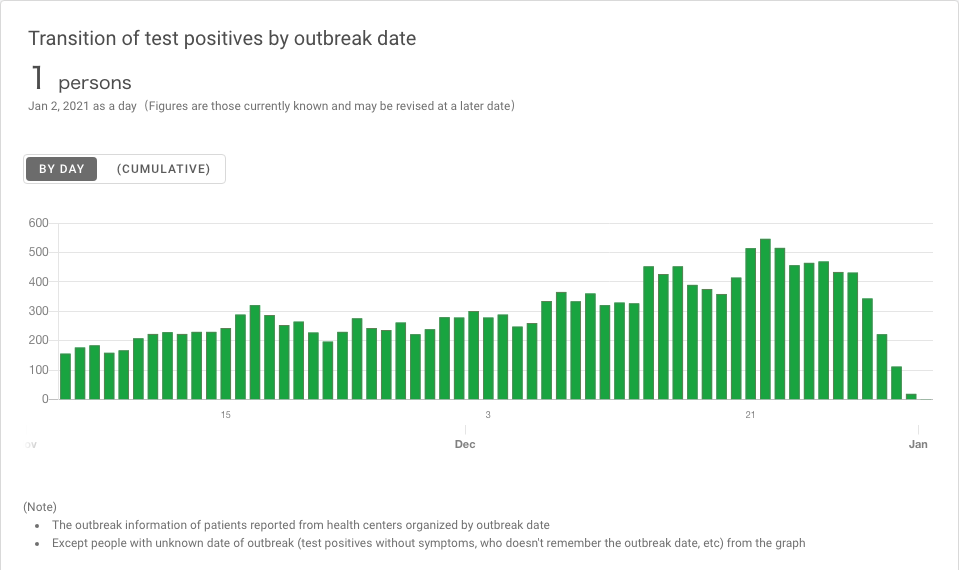 Transition of test positives by outbreak date
1 persons
Jan 2, 2021 as a day (Figures are those currently known and may be revised at a later date)
BY DAY (CUMULATIVE)
600
500
400
300
200
100
0
15 3 21
ov Dec Jan
(Note)
• The outbreak information of patients reported from health centers organized by outbreak date
• Except people with unknown date of outbreak (test positives without symptoms, who doesn't remember the outbreak date, etc) from the graph